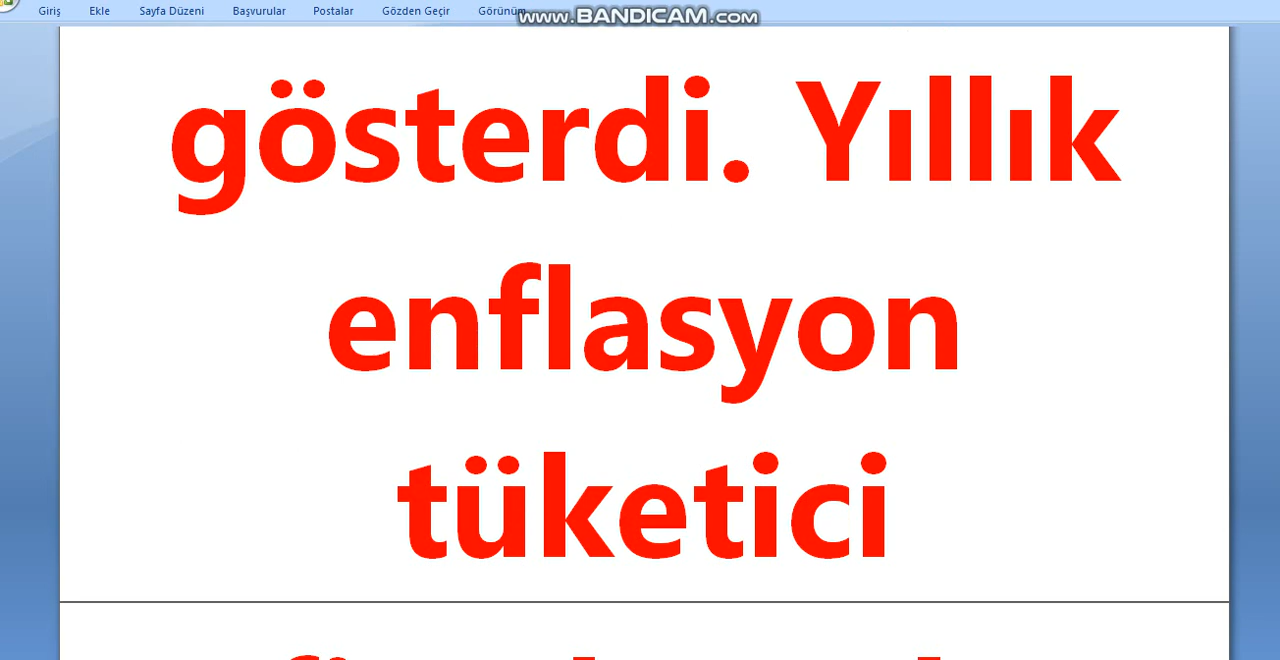 Giriş Ekle Sayfa Düzeni Başvurular Postalar Gözden Geçir Görünüm
www.BANDICAM.com
gösterdi. Yıllık
enflasyon
tüketici